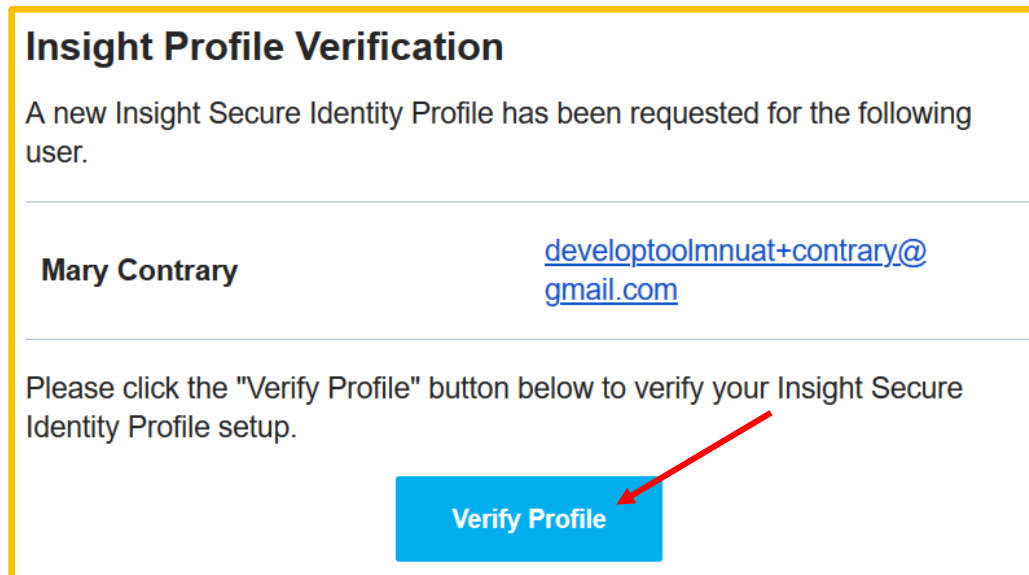 Insight Profile Verification
A new Insight Secure Identity Profile has been requested for the following
user.
Mary Contrary
developtoolmnuat+contrary@
gmail.com
Please click the "Verify Profile" button below to verify your Insight Secure
Identity Profile setup.
Verify Profile